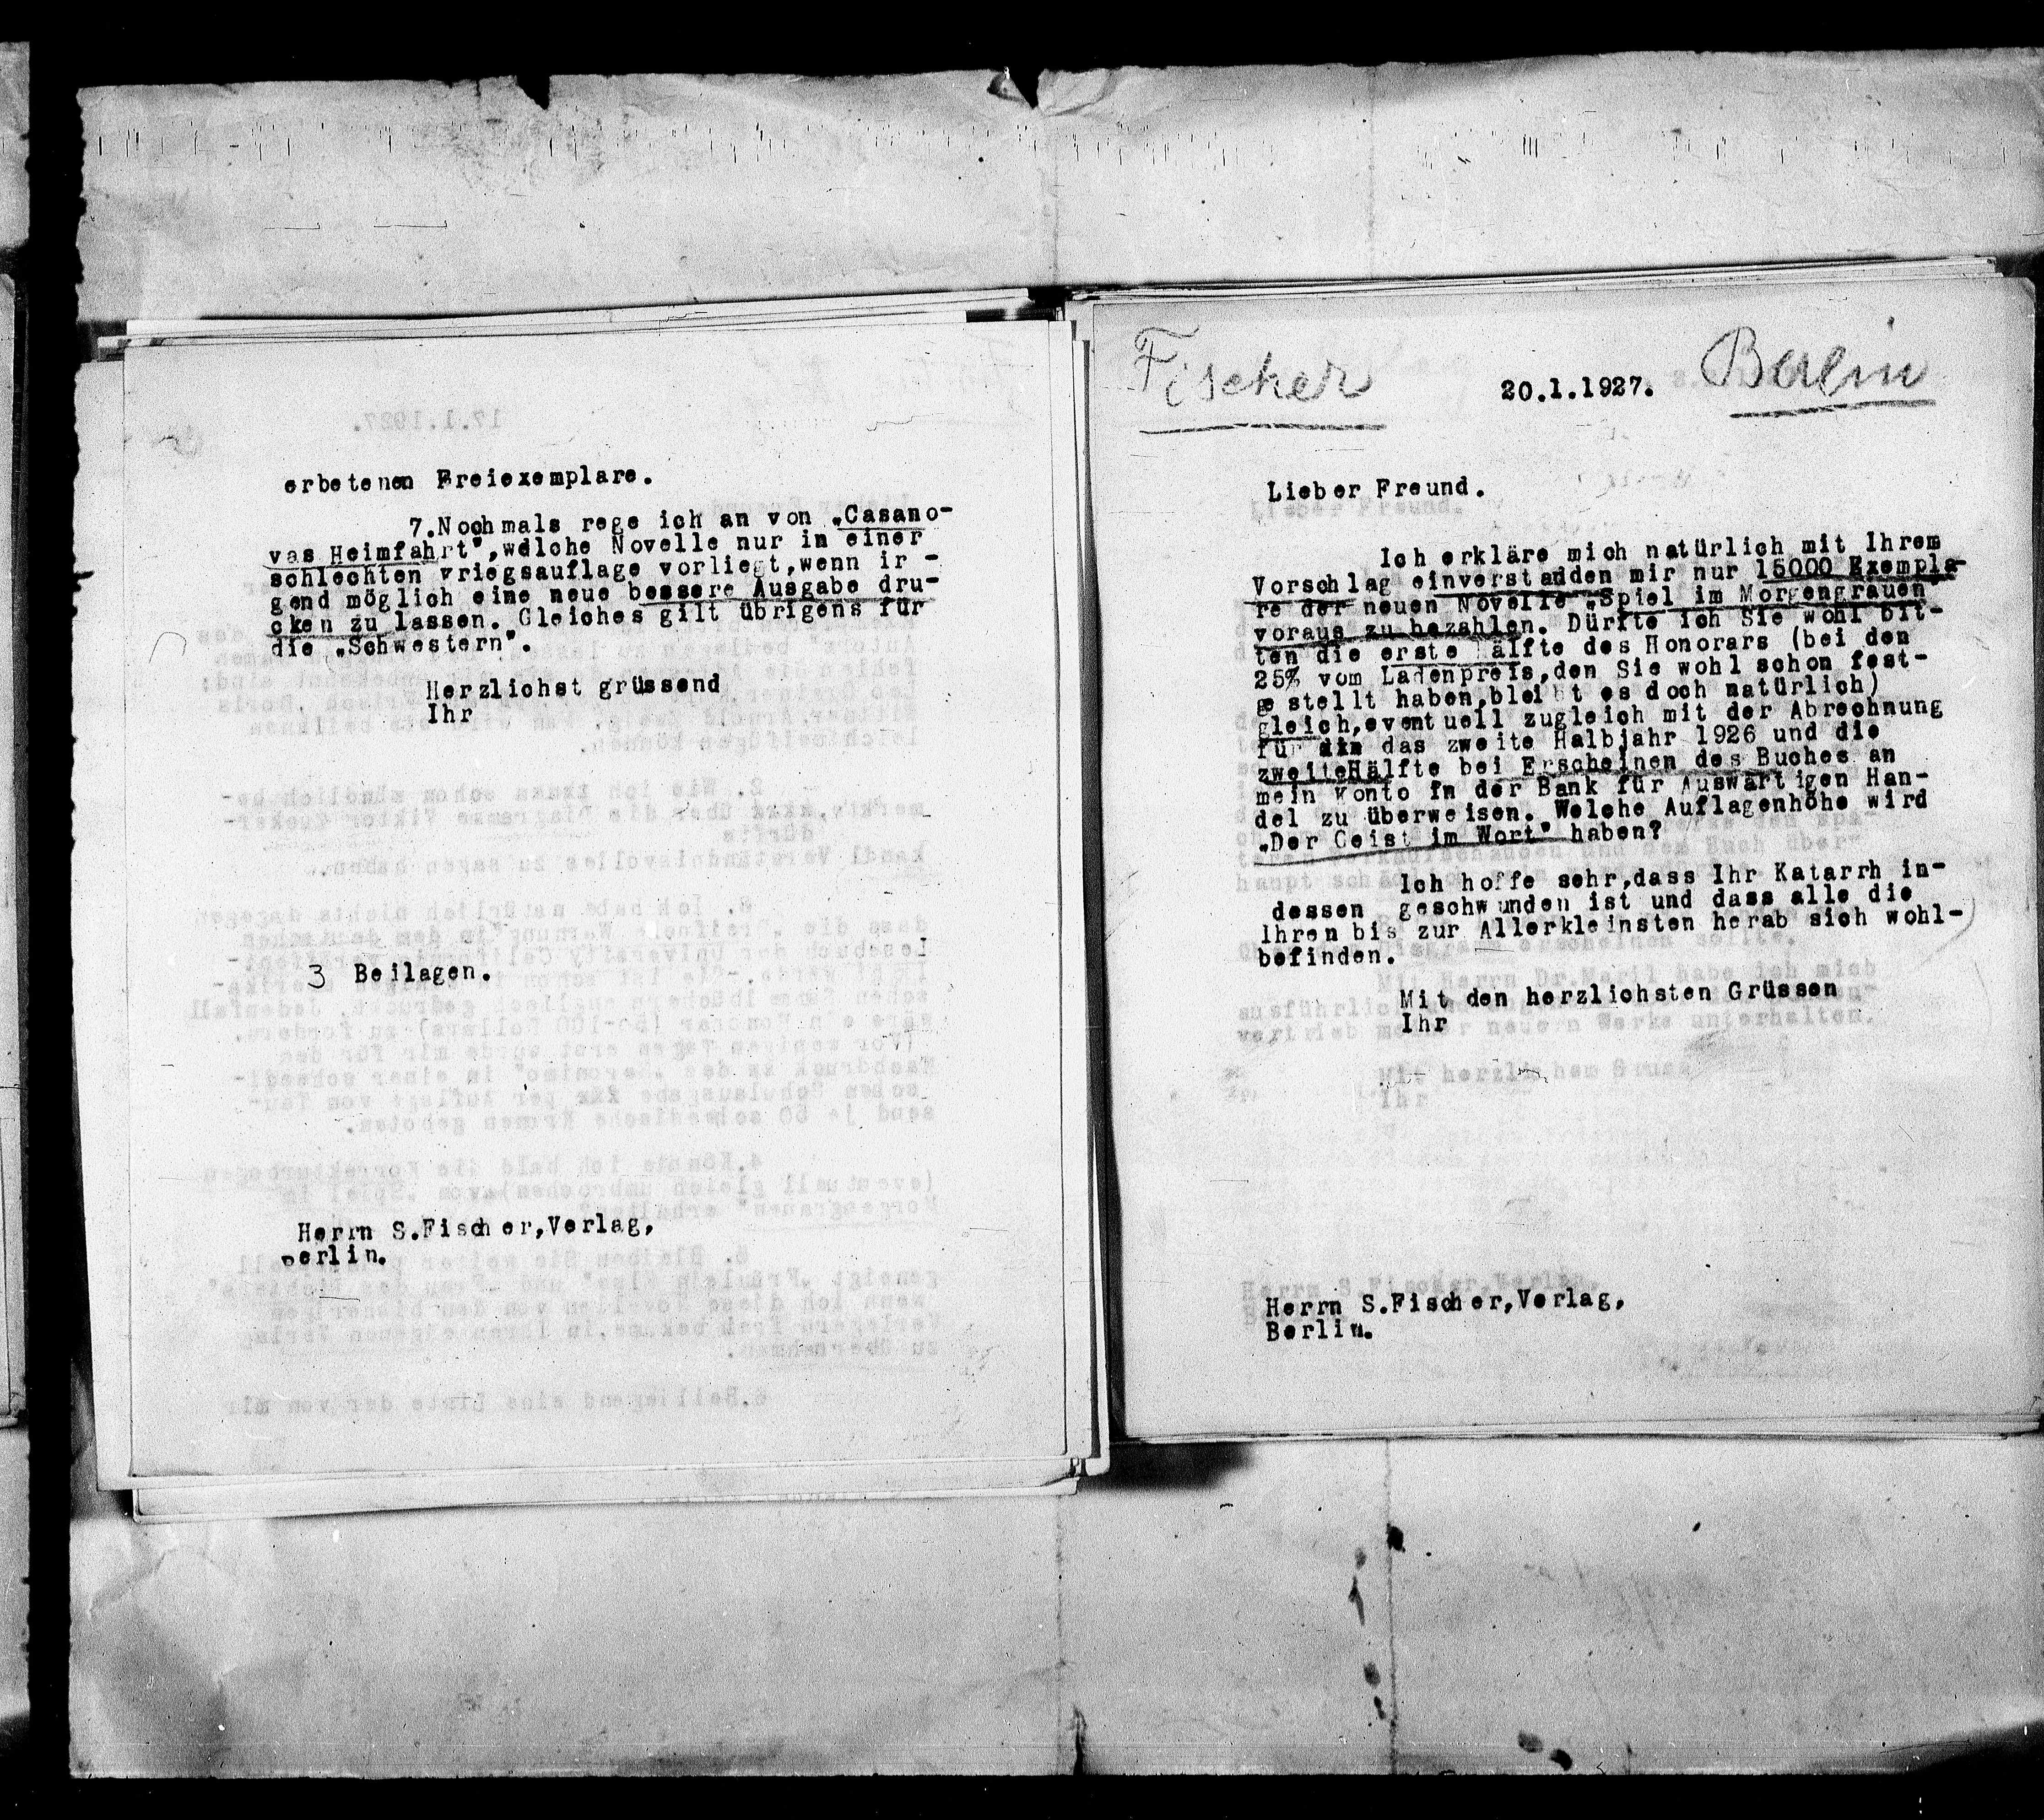 erbetenen Freiexemplare.
7.Nochmals rege ich an von „Casano-
vas Heimfahrt",welche Novelle nur in einer
schlechten Kriegsauflage vorliegt,wenn ir -
gend möglich eine neue bessere Ausgabe dru-
cken zu lassen. Gleiches gilt übrigens für
die „Schwestern".
Herzlichst grüssend
Ihr
3 Beilagen.
Herrn S.Fischer,Verlag,
Berlin.
Fischer 20.1.1927. Berlin
Lieber Freund.
Ich erkläre mich natürlich mit Ihrem
Vorschlag einverstanden mir nur 15000 Exempla-
re der neuen Novelle „Spiel im Morgengrauen"
voraus zu bezahlen. Dürfte ich Sie wohl bit-
ten die erste Hälfte des Honorars (bei den
25% vom Ladenpreis,den Sie wohl schon fest-
gestellt haben,bleibt es doch natürlich)
gleich,eventuell zugleich mit der Abrechnung
für das zweite Halbjahr 1926 und die
zweite Hälfte bei Erscheinen des Buches an
mein Konto in der Bank für Auswärtigen Han-
del zu überweisen. Welche Auflagenhöhe wird
„Der Geist im Wort" haben?
Ich hoffe sehr,dass Ihr Katarrh in-
dessen geschwunden ist und dass alle die
Ihren bis zur Allerkleinsten herab sich wohl-
befinden.
Mit den herzlichsten Grüssen
Ihr
Herrn S.Fischer,Verlag,
Berlin.